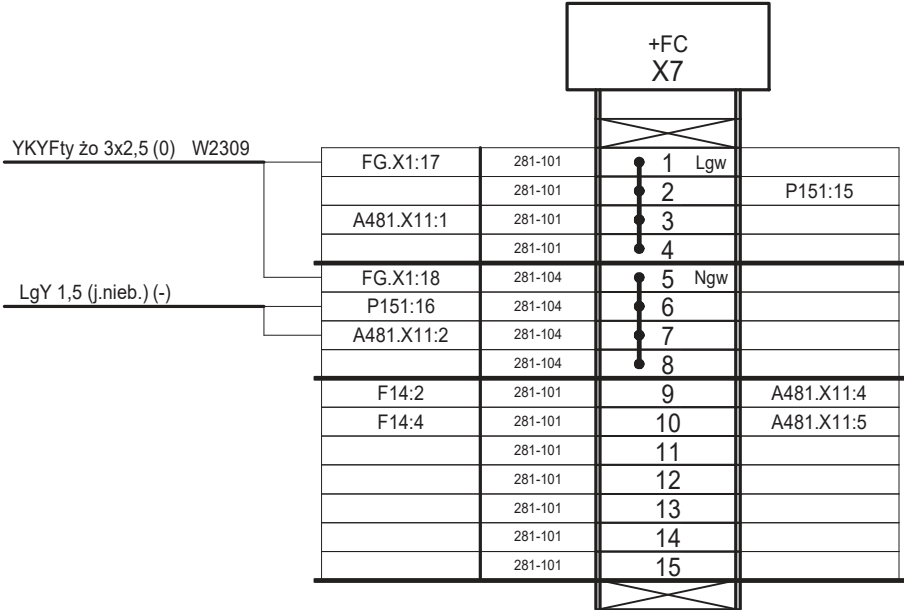 +FC
X7
YKYFty żo 3x2,5 (0) W2309
FG.X1:17 281-101 1 Lgw
281-101 2 P151:15
A481.X11:1 281-101 3
281-101 4
FG.X1:18 281-104 5 Ngw
LgY 1,5 (j.nieb.) (-)
P151:16 281-104 6
A481.X11:2 281-104 7
281-104 8
F14:2 281-101 9 A481.X11:4
F14:4 281-101 10 A481.X11:5
281-101 11
281-101 12
281-101 13
281-101 14
281-101 15